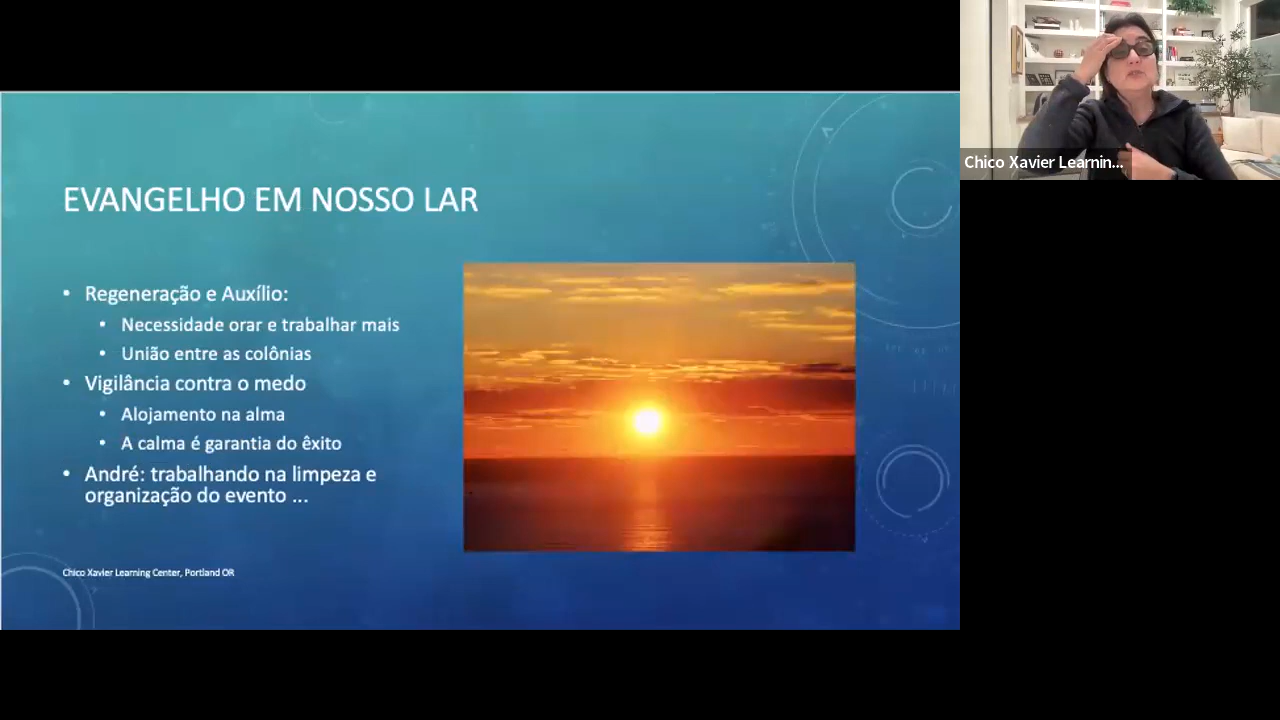 Chico Xavier Learnin...
EVANGELHO EM NOSSO LAR
• Regeneração e Auxílio:
• Necessidade orar e trabalhar mais
• União entre as colônias
• Vigilância contra o medo
• Alojamento na alma
• A calma é garantia do êxito
• André: trabalhando na limpeza e
organização do evento ...
Chico Xavier Learning Center, Portland OR